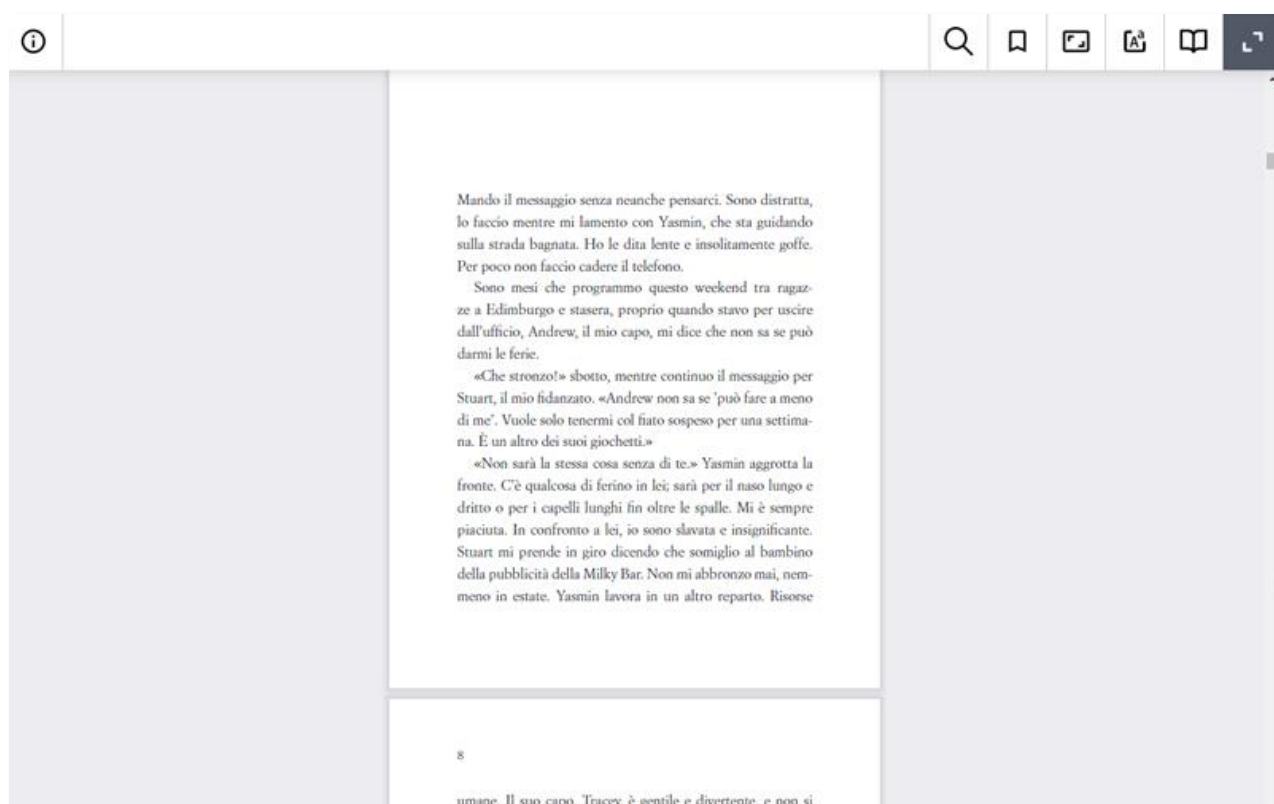 Mando il messaggio senza neanche pensarci. Sono distratta,
lo faccio mentre mi lamento con Yasmin, che sta guidando
sulla strada bagnata. Ho le dita lente e insolitamente goffe.
Per poco non faccio cadere il telefono.
Sono mesi che programmo questo weekend tra ragaz-
ze a Edimburgo e stasera, proprio quando stavo per uscire
dall'ufficio, Andrew, il mio capo, mi dice che non sa se può
darmi le ferie.
«Che stronzo!» sbotto, mentre continuo il messaggio per
Stuart, il mio fidanzato. «Andrew non sa se 'può fare a meno
di me'. Vuole solo tenermi col fiato sospeso per una settima-
na. È un altro dei suoi giochetti.»
«Non sarà la stessa cosa senza di te.» Yasmin aggrotta la
fronte. C'è qualcosa di ferino in lei; sarà per il naso lungo e
dritto o per i capelli lunghi fin oltre le spalle. Mi è sempre
piaciuta. In confronto a lei, io sono slavata e insignificante.
Stuart mi prende in giro dicendo che somiglio al bambino
della pubblicità della Milky Bar. Non mi abbronzo mai, nem-
meno in estate. Yasmin lavora in un altro reparto. Risorse
8
umane. Il suo capo, Tracey, è gentile e divertente, e non si